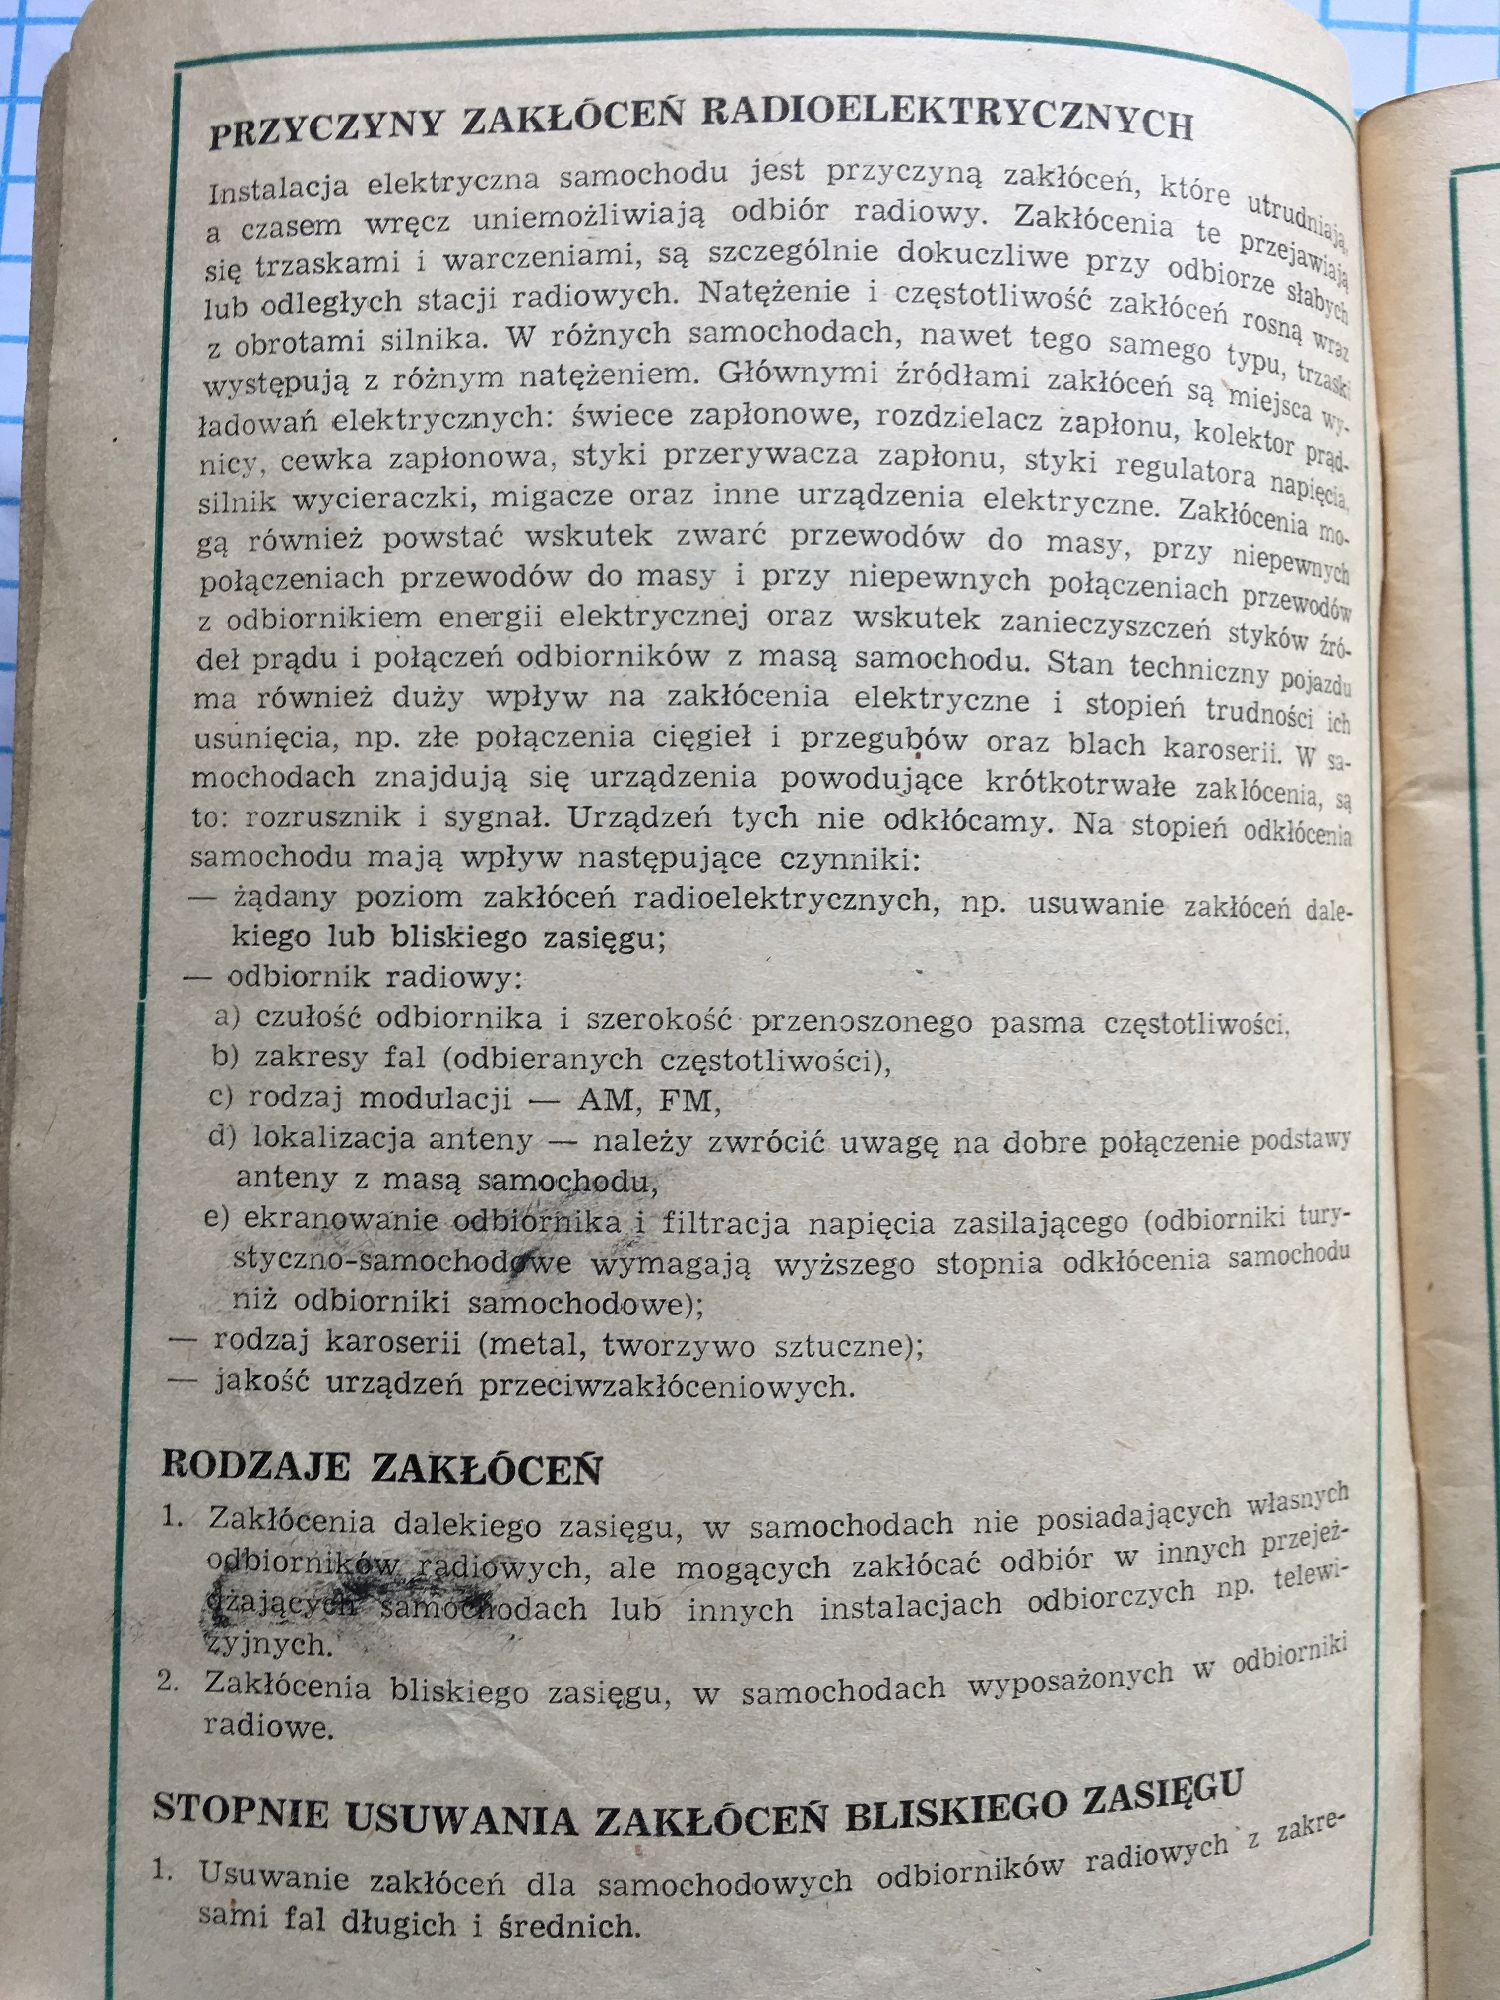 PRZYCZYNY ZAKŁÓCEŃ RADIOELEKTRYCZNYCH
Instalacja elektryczna samochodu jest przyczyną zakłóceń, które utrudniają,
a czasem wręcz uniemożliwiają odbiór radiowy. Zakłócenia te przejawiają
się trzaskami i warczeniami, są szczególnie dokuczliwe przy odbiorze słabych
lub odległych stacji radiowych. Natężenie i częstotliwość zakłóceń rosną wraz
z obrotami silnika. W różnych samochodach, nawet tego samego typu, trzaski
występują z różnym natężeniem. Głównymi źródłami zakłóceń są miejsca wy-
ładowań elektrycznych: świece zapłonowe, rozdzielacz zapłonu, kolektor prąd-
nicy, cewka zapłonowa, styki przerywacza zapłonu, styki regulatora napięcia,
silnik wycieraczki, migacze oraz inne urządzenia elektryczne. Zakłócenia mo-
gą również powstać wskutek zwarć przewodów do masy, przy niepewnych
połączeniach przewodów do masy i przy niepewnych połączeniach przewodów
z odbiornikiem energii elektrycznej oraz wskutek zanieczyszczeń styków źró-
deł prądu i połączeń odbiorników z masą samochodu. Stan techniczny pojazdu
ma również duży wpływ na zakłócenia elektryczne i stopień trudności ich
usunięcia, np. złe połączenia cięgieł i przegubów oraz blach karoserii. W sa-
mochodach znajdują się urządzenia powodujące krótkotrwałe zakłócenia, są
to: rozrusznik i sygnał. Urządzeń tych nie odkłócamy. Na stopień odkłócenia
samochodu mają wpływ następujące czynniki:
— żądany poziom zakłóceń radioelektrycznych, np. usuwanie zakłóceń dale-
kiego lub bliskiego zasięgu;
— odbiornik radiowy:
a) czułość odbiornika i szerokość przenoszonego pasma częstotliwości,
b) zakresy fal (odbieranych częstotliwości),
c) rodzaj modulacji — AM, FM,
d) lokalizacja anteny — należy zwrócić uwagę na dobre połączenie podstawy
anteny z masą samochodu,
e) ekranowanie odbiornika i filtracja napięcia zasilającego (odbiorniki tury-
styczno-samochodowe wymagają wyższego stopnia odkłócenia samochodu
niż odbiorniki samochodowe);
— rodzaj karoserii (metal, tworzywo sztuczne);
— jakość urządzeń przeciwzakłóceniowych.
RODZAJE ZAKŁÓCEŃ
1. Zakłócenia dalekiego zasięgu, w samochodach nie posiadających własnych
odbiorników radiowych, ale mogących zakłócać odbiór w innych przejeż-
dżających samochodach lub innych instalacjach odbiorczych np. telewi-
zyjnych.
2. Zakłócenia bliskiego zasięgu, w samochodach wyposażonych w odbiorniki
radiowe.
STOPNIE USUWANIA ZAKŁÓCEŃ BLISKIEGO ZASIĘGU
1. Usuwanie zakłóceń dla samochodowych odbiorników radiowych z zakre-
sami fal długich i średnich.